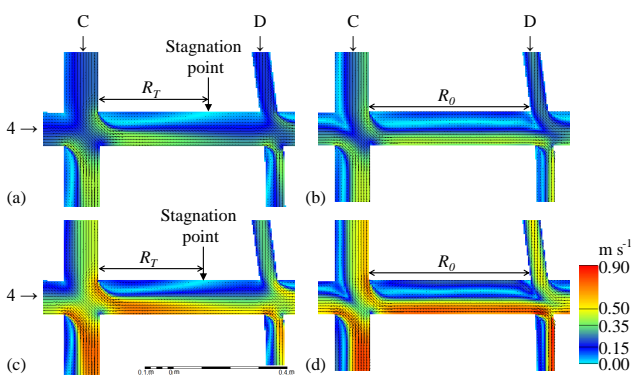 C D C D
↓ ↓ ↓ ↓
Stagnation
point
R_T R_0
4 →
(a) (b)
Stagnation
point
R_T R_0
4 →
m s⁻¹
0.90
0.50
0.35
0.15
0.00
(c) 0.1 m 0 m 0.4 m (d)